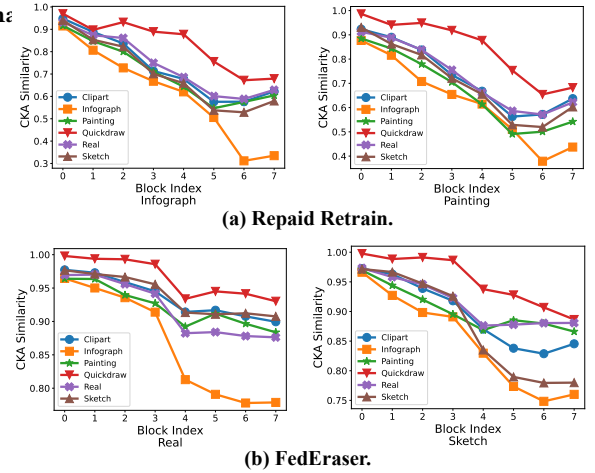 CKA Similarity
1.0
0.9
0.8
0.7
0.6
0.5
0.4
0.3
Clipart
Infograph
Painting
Quickdraw
Real
Sketch
0 1 2 3 4 5 6 7
Block Index
Infograph
CKA Similarity
1.0
0.9
0.8
0.7
0.6
0.5
0.4
Clipart
Infograph
Painting
Quickdraw
Real
Sketch
0 1 2 3 4 5 6 7
Block Index
Painting
(a) Repaid Retrain.
CKA Similarity
1.00
0.95
0.90
0.85
0.80
Clipart
Infograph
Painting
Quickdraw
Real
Sketch
0 1 2 3 4 5 6 7
Block Index
Real
CKA Similarity
1.00
0.95
0.90
0.85
0.80
0.75
Clipart
Infograph
Painting
Quickdraw
Real
Sketch
0 1 2 3 4 5 6 7
Block Index
Sketch
(b) FedEraser.